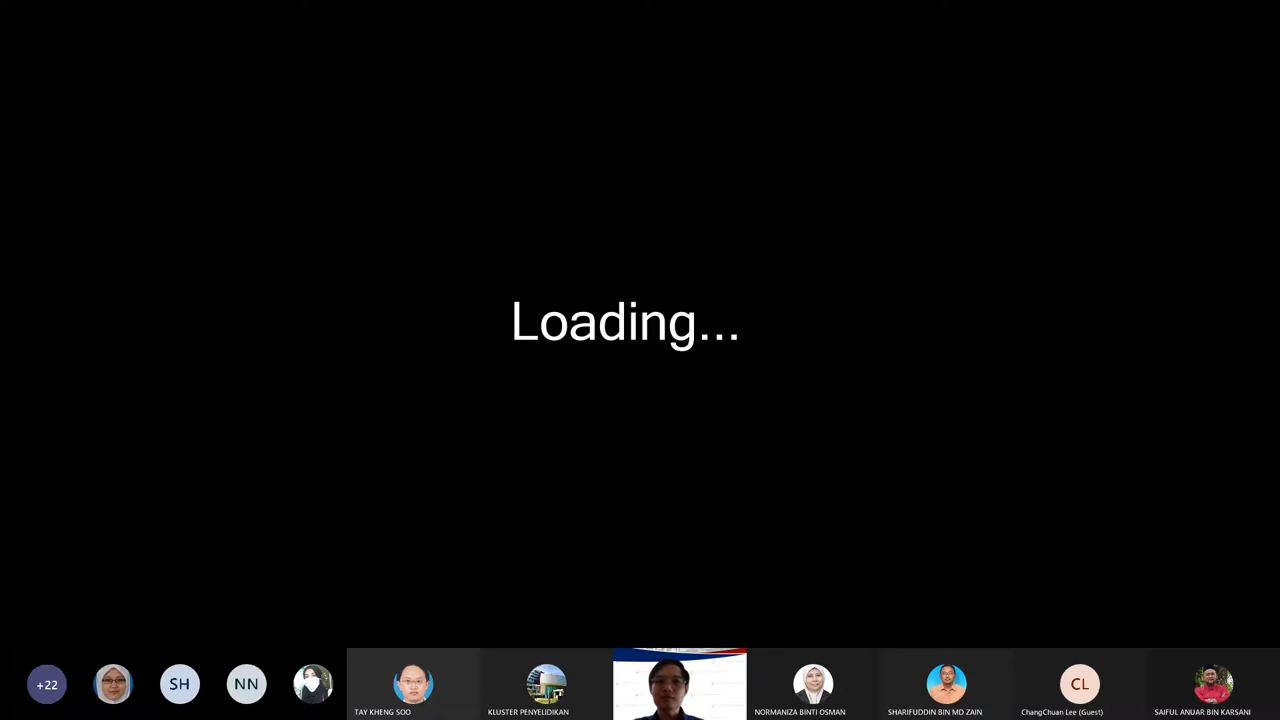 Loading...
+22
SH
NN
TAY KHENG SOO
KLUSTER PENYELIDIKAN
NORMANIZA BINTI OSMAN
SHARIFUDDIN BIN MD ZAIN
CL
ChangChuan Lee (Guest)
SAIFUL ANUAR BIN KARSANI